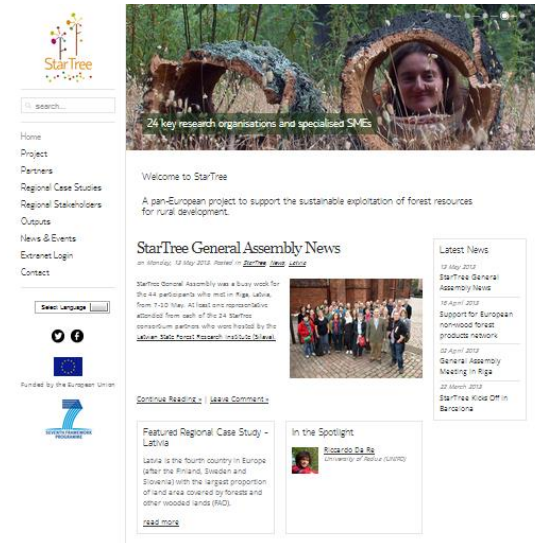 StarTree
search...
Home
Project
Partners
Regional Case Studies
Regional Stakeholders
Outputs
News & Events
Extranet Login
Contact
Select Language
Funded by the European Union
SEVENTH FRAMEWORK
PROGRAMME
24 key research organisations and specialised SMEs
Welcome to StarTree
A pan-European project to support the sustainable exploitation of forest resources
for rural development.
StarTree General Assembly News
on Monday, 13 May 2013. Posted in StarTree, News, Latvia
StarTree General Assembly was a busy week for
the 44 participants who met in Riga, Latvia,
from 7-10 May. At least one representative
attended from each of the 24 StarTree
consortium partners who were hosted by the
Latvian State Forest Research Institute (Silava).
Continue Reading » | Leave Comment »
Latest News
13 May 2013
StarTree General
Assembly News
16 April 2013
Support for European
non-wood forest
products network
02 April 2013
General Assembly
Meeting in Riga
22 March 2013
StarTree Kicks Off in
Barcelona
Featured Regional Case Study -
Latvia
Latvia is the fourth country in Europe
(after the Finland, Sweden and
Slovenia) with the largest proportion
of land area covered by forests and
other wooded lands (FAO).
read more
In the Spotlight
Riccardo Da Re
University of Padua (UNIPD)